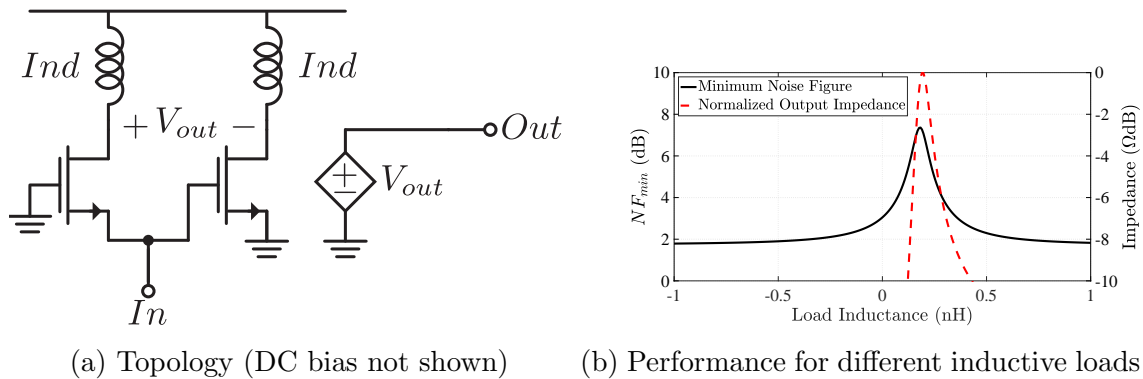 Ind
Ind
+ V_out −
Out
+
−
V_out
In
(a) Topology (DC bias not shown)
Minimum Noise Figure
Normalized Output Impedance
10
8
6
4
2
0
NF_min (dB)
0
-2
-4
-6
-8
-10
Impedance (ΩdB)
-1
-0.5
0
0.5
1
Load Inductance (nH)
(b) Performance for different inductive loads